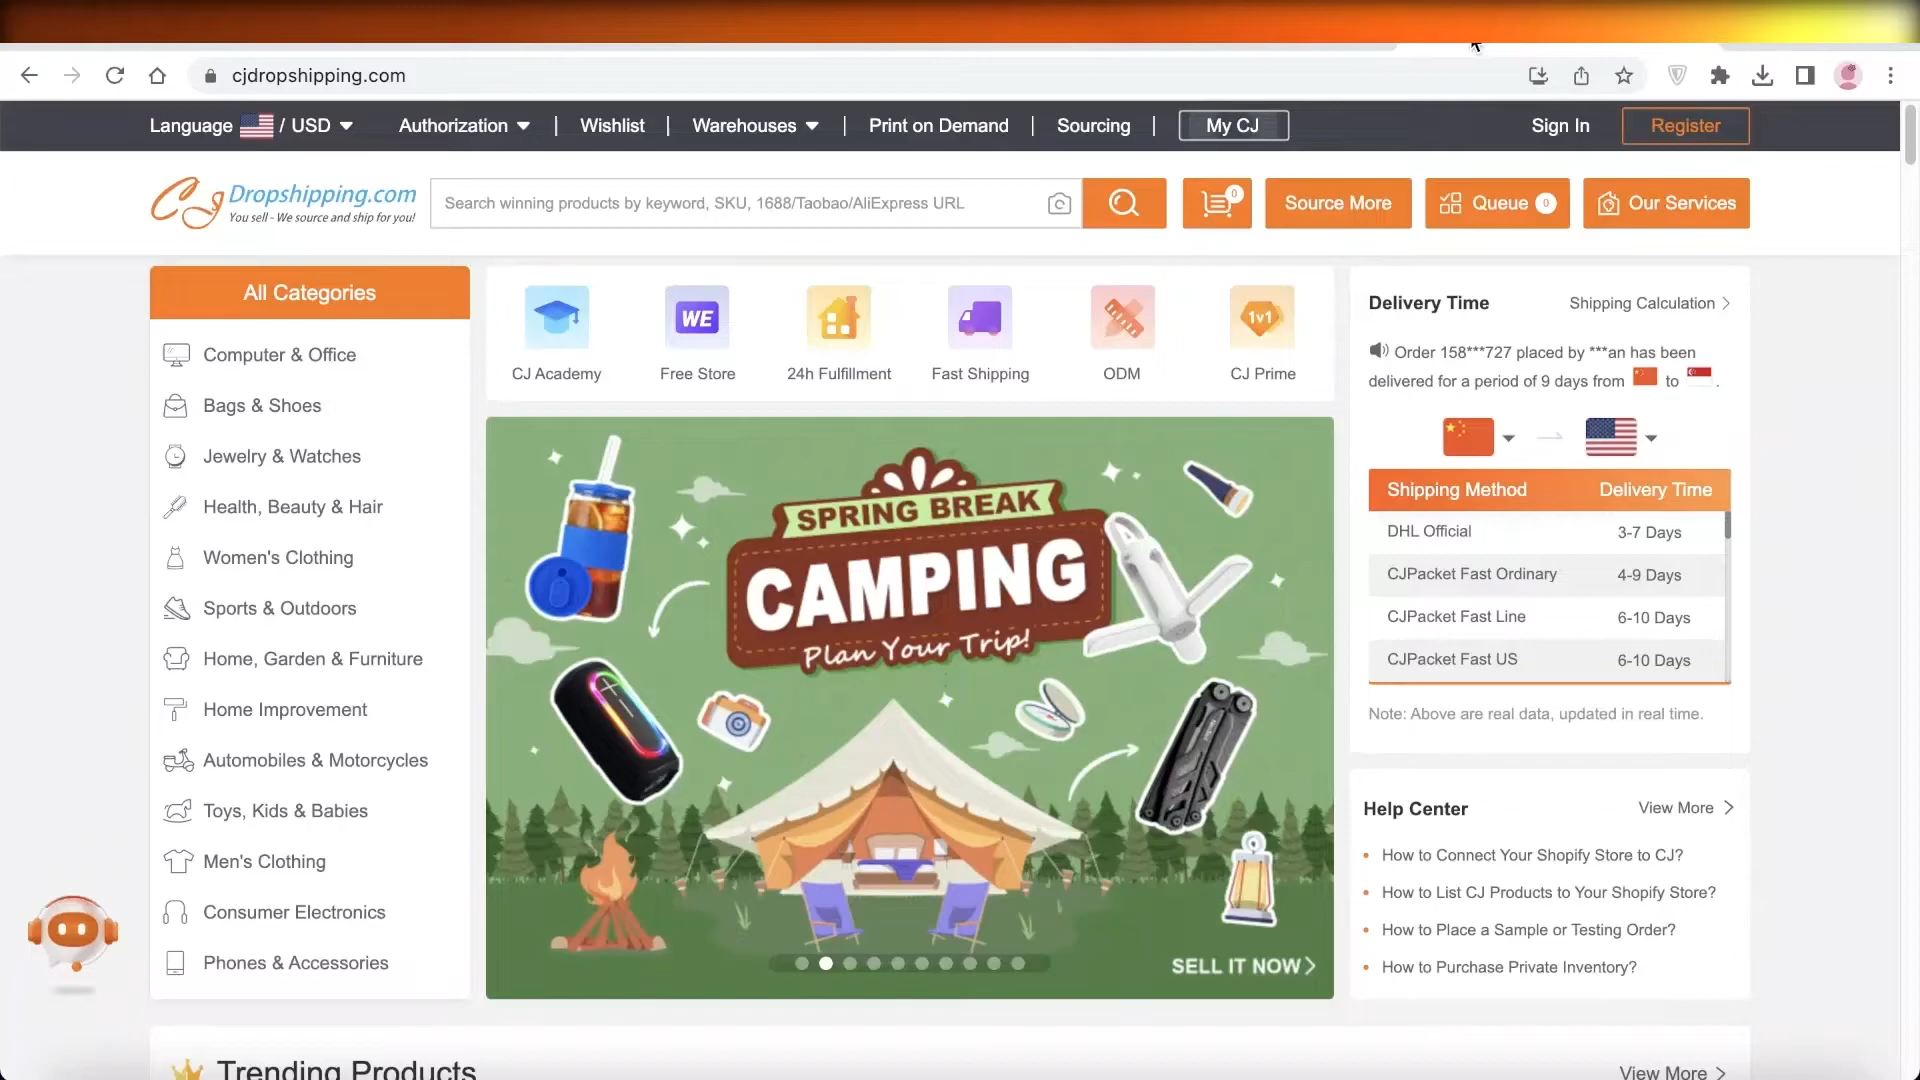 cjdropshipping.com
Language / USD Authorization | Wishlist | Warehouses | Print on Demand | Sourcing | My CJ Sign In Register
CJ Dropshipping.com
You sell - We source and ship for you!
Search winning products by keyword, SKU, 1688/Taobao/AliExpress URL
0 Source More Queue 0 Our Services
All Categories
Computer & Office
Bags & Shoes
Jewelry & Watches
Health, Beauty & Hair
Women's Clothing
Sports & Outdoors
Home, Garden & Furniture
Home Improvement
Automobiles & Motorcycles
Toys, Kids & Babies
Men's Clothing
Consumer Electronics
Phones & Accessories
WE 1v1
CJ Academy Free Store 24h Fulfillment Fast Shipping ODM CJ Prime
SPRING BREAK
CAMPING
Plan Your Trip!
SELL IT NOW
Delivery Time Shipping Calculation
Order 158***727 placed by ***an has been
delivered for a period of 9 days from to .
Shipping Method Delivery Time
DHL Official 3-7 Days
CJPacket Fast Ordinary 4-9 Days
CJPacket Fast Line 6-10 Days
CJPacket Fast US 6-10 Days
Note: Above are real data, updated in real time.
Help Center View More
• How to Connect Your Shopify Store to CJ?
• How to List CJ Products to Your Shopify Store?
• How to Place a Sample or Testing Order?
• How to Purchase Private Inventory?
Trending Products View More